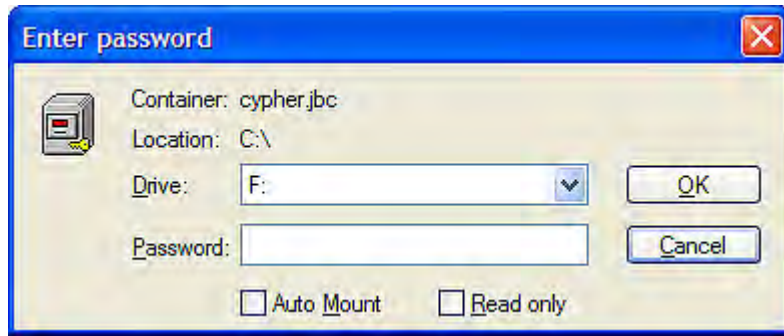 Enter password
Container: cypher.jbc
Location: C:\
Drive: F: OK
Password: Cancel
Auto Mount Read only